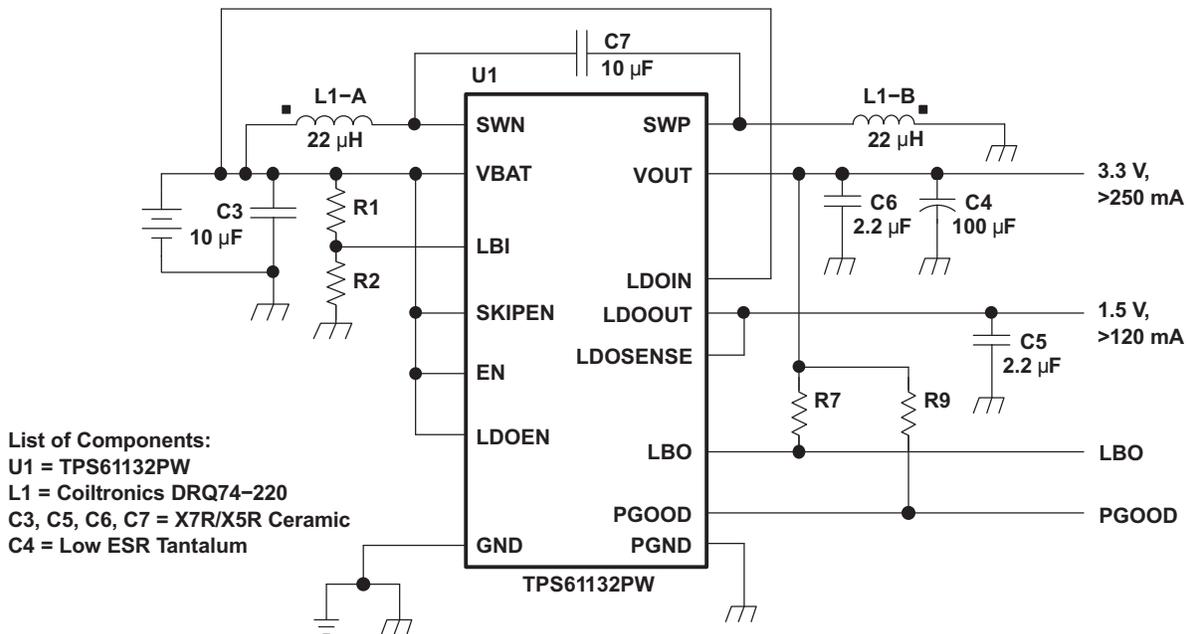 C7
10 µF
U1
L1−A
22 µH
L1−B
22 µH
SWN
SWP
VBAT
VOUT
3.3 V,
>250 mA
C3
10 µF
R1
C6
2.2 µF
C4
100 µF
LBI
R2
LDOIN
SKIPEN
LDOOUT
1.5 V,
>120 mA
LDOSENSE
C5
2.2 µF
EN
R7
R9
LDOEN
LBO
LBO
List of Components:
U1 = TPS61132PW
L1 = Coiltronics DRQ74−220
C3, C5, C6, C7 = X7R/X5R Ceramic
C4 = Low ESR Tantalum
PGOOD
PGOOD
GND
PGND
TPS61132PW